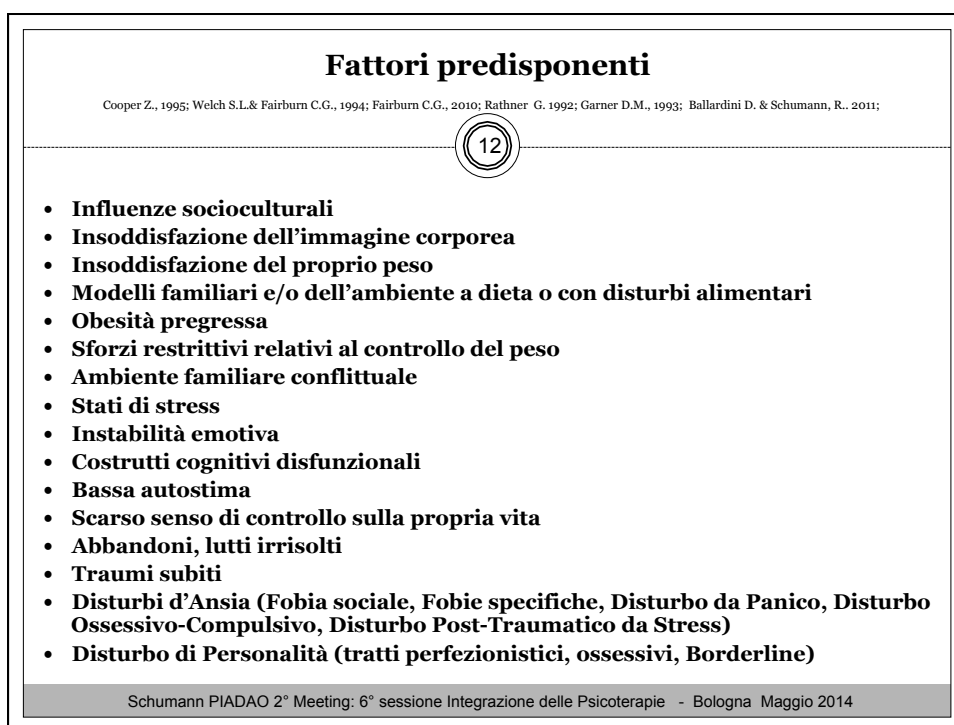 Fattori predisponenti
Cooper Z., 1995; Welch S.L.& Fairburn C.G., 1994; Fairburn C.G., 2010; Rathner G. 1992; Garner D.M., 1993; Ballardini D. & Schumann, R.. 2011;
12
• Influenze socioculturali
• Insoddisfazione dell’immagine corporea
• Insoddisfazione del proprio peso
• Modelli familiari e/o dell’ambiente a dieta o con disturbi alimentari
• Obesità pregressa
• Sforzi restrittivi relativi al controllo del peso
• Ambiente familiare conflittuale
• Stati di stress
• Instabilità emotiva
• Costrutti cognitivi disfunzionali
• Bassa autostima
• Scarso senso di controllo sulla propria vita
• Abbandoni, lutti irrisolti
• Traumi subiti
• Disturbi d’Ansia (Fobia sociale, Fobie specifiche, Disturbo da Panico, Disturbo
Ossessivo-Compulsivo, Disturbo Post-Traumatico da Stress)
• Disturbo di Personalità (tratti perfezionistici, ossessivi, Borderline)
Schumann PIADAO 2° Meeting: 6° sessione Integrazione delle Psicoterapie - Bologna Maggio 2014